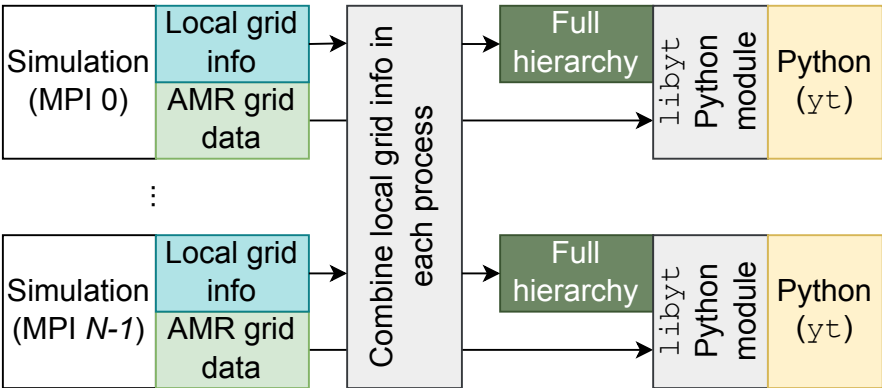 Simulation
(MPI 0)
Local grid
info
AMR grid
data
Combine local grid info in
each process
Full
hierarchy
libyt
Python
module
Python
(yt)
⋮
Simulation
(MPI N-1)
Local grid
info
AMR grid
data
Full
hierarchy
libyt
Python
module
Python
(yt)